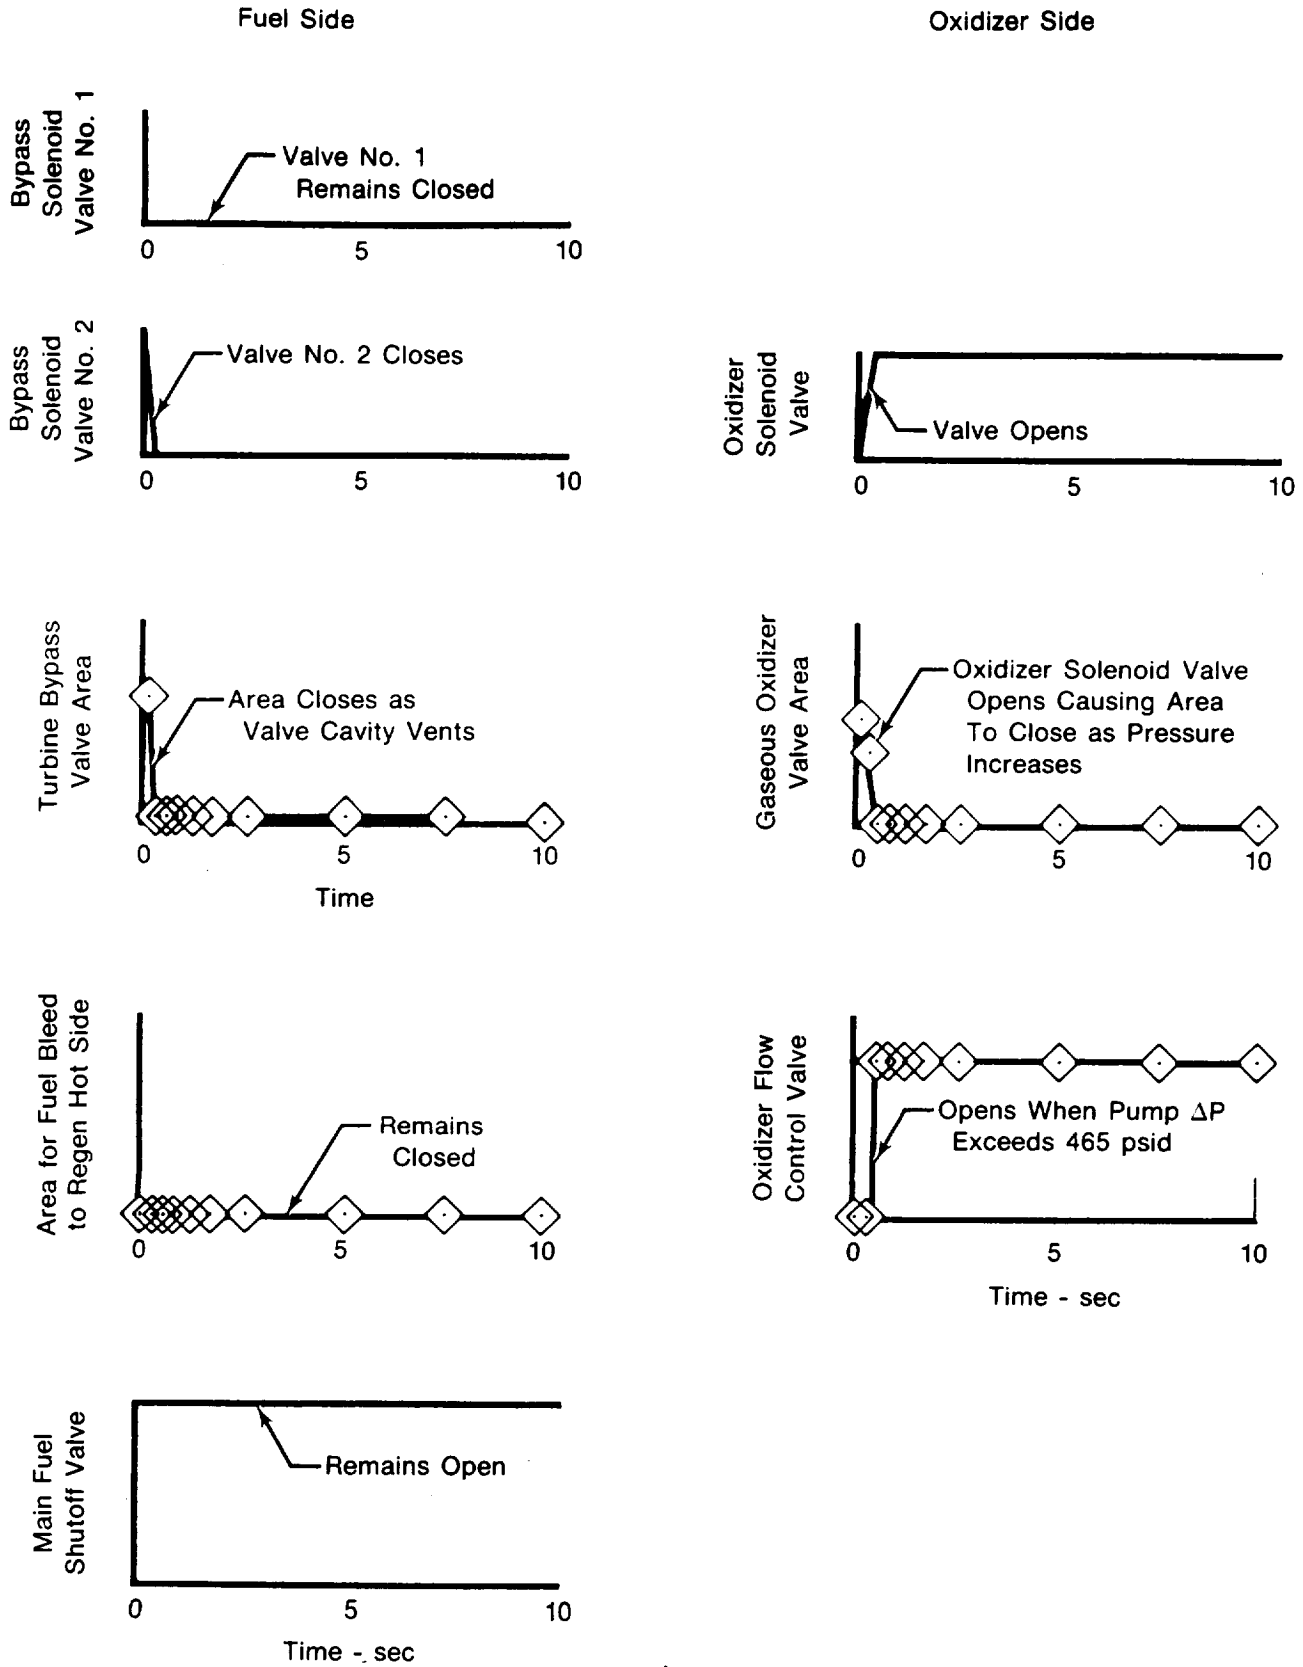 Fuel Side
Oxidizer Side
Bypass
Solenoid
Valve No. 1
Valve No. 1
Remains Closed
0 5 10
Bypass
Solenoid
Valve No. 2
Valve No. 2 Closes
0 5 10
Oxidizer
Solenoid
Valve
Valve Opens
0 5 10
Turbine Bypass
Valve Area
Area Closes as
Valve Cavity Vents
0 5 10
Time
Gaseous Oxidizer
Valve Area
Oxidizer Solenoid Valve
Opens Causing Area
To Close as Pressure
Increases
0 5 10
Area for Fuel Bleed
to Regen Hot Side
Remains
Closed
0 5 10
Oxidizer Flow
Control Valve
Opens When Pump ΔP
Exceeds 465 psid
0 5 10
Time - sec
Main Fuel
Shutoff Valve
Remains Open
0 5 10
Time - sec